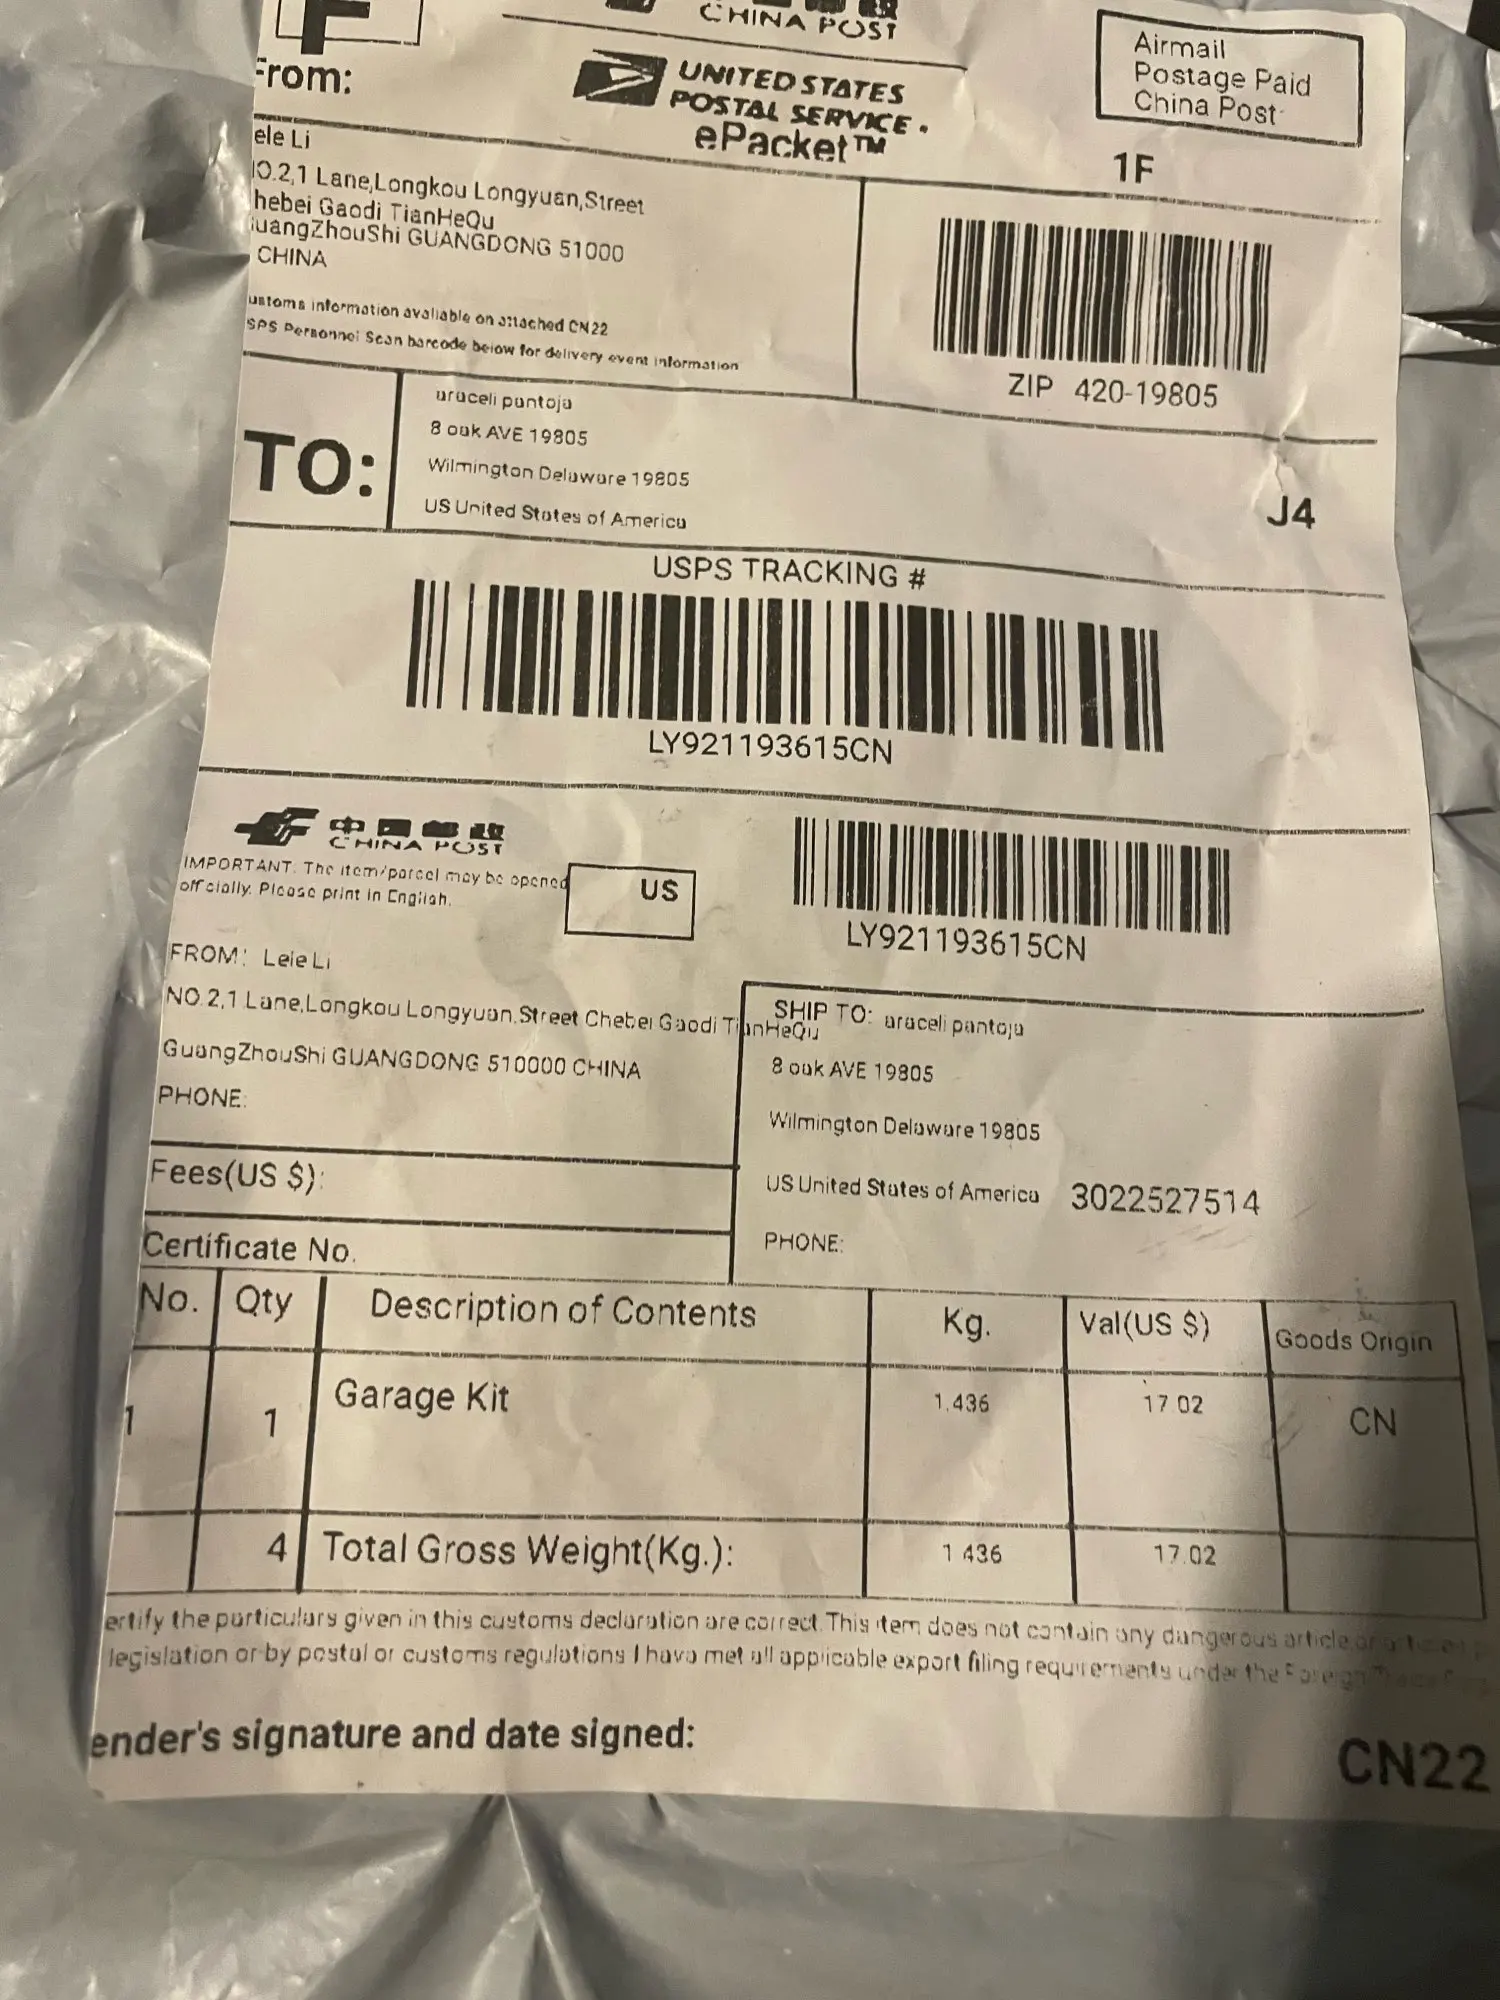 CHINA POST
From:
UNITED STATES
POSTAL SERVICE.
ePacket™
Airmail
Postage Paid
China Post
1F
ele Li
O.2,1 Lane,Longkou Longyuan,Street
hebei Gaodi TianHeQu
uangZhouShi GUANGDONG 51000
CHINA
ustoms information avaliable on attached CN22
SPS Personnei Scan barcode below for delivery event information
ZIP 420-19805
TO:
araceli pantoja
8 oak AVE 19805
Wilmington Delaware 19805
US United States of America
J4
USPS TRACKING #
LY921193615CN
中国邮政
CHINA POST
IMPORTANT: The item/parcel may be opened
officially. Please print in English.
US
LY921193615CN
FROM: Lele Li
NO.2,1 Lane,Longkou Longyuan,Street Chebei Gaodi TianHeQu
GuangZhouShi GUANGDONG 510000 CHINA
PHONE:
SHIP TO: araceli pantoja
8 oak AVE 19805
Wilmington Delaware 19805
US United States of America 3022527514
PHONE:
Fees(US $):
Certificate No.
No. Qty Description of Contents Kg. Val(US $) Goods Origin
1 1 Garage Kit 1.436 17.02 CN
4 Total Gross Weight(Kg.): 1.436 17.02
ertify the particulars given in this customs declaration are correct. This item does not contain any dangerous article or
legislation or by postal or customs regulations I have met all applicable export filing requirements under the Foreign
ender's signature and date signed:
CN22